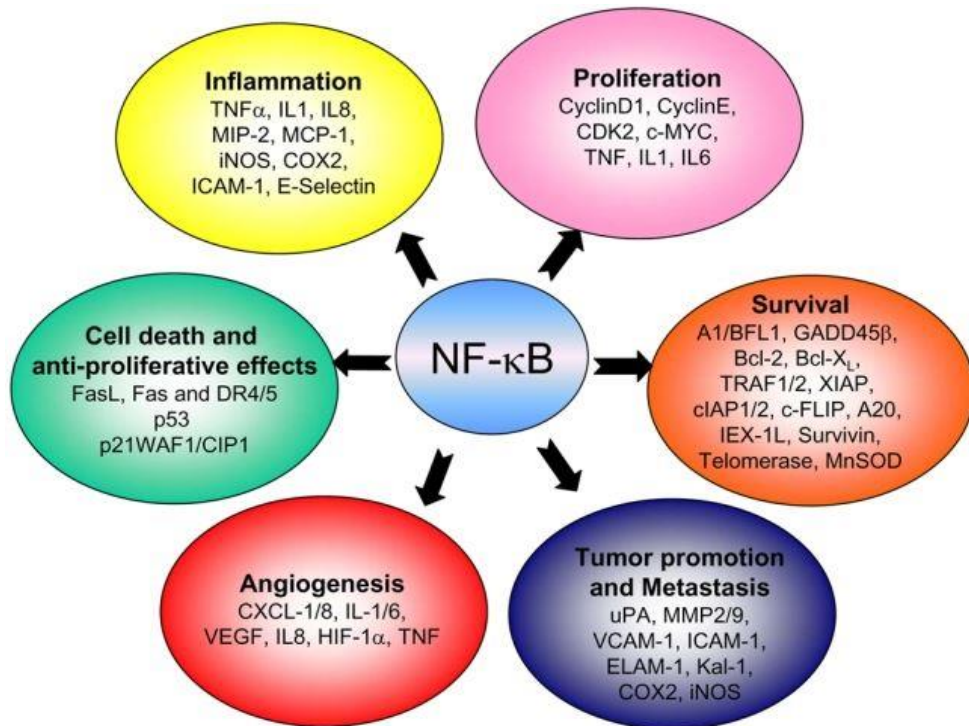 Inflammation
TNFα, IL1, IL8,
MIP-2, MCP-1,
iNOS, COX2,
ICAM-1, E-Selectin
Proliferation
CyclinD1, CyclinE,
CDK2, c-MYC,
TNF, IL1, IL6
Cell death and
anti-proliferative effects
FasL, Fas and DR4/5
p53
p21WAF1/CIP1
NF-κB
Survival
A1/BFL1, GADD45β,
Bcl-2, Bcl-XL,
TRAF1/2, XIAP,
cIAP1/2, c-FLIP, A20,
IEX-1L, Survivin,
Telomerase, MnSOD
Angiogenesis
CXCL-1/8, IL-1/6,
VEGF, IL8, HIF-1α, TNF
Tumor promotion
and Metastasis
uPA, MMP2/9,
VCAM-1, ICAM-1,
ELAM-1, Kal-1,
COX2, iNOS